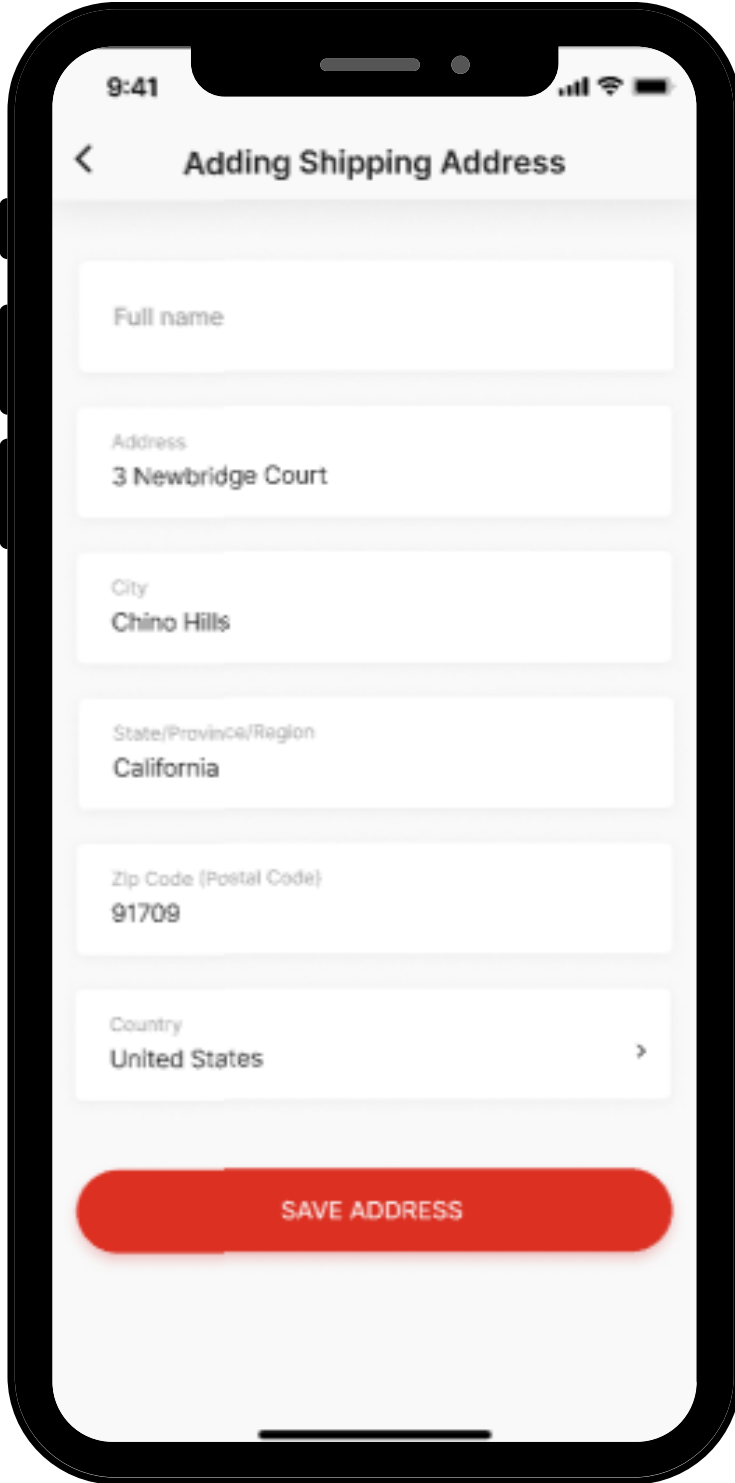 9:41
Adding Shipping Address
Full name
Address
3 Newbridge Court
City
Chino Hills
State/Province/Region
California
Zip Code (Postal Code)
91709
Country
United States
SAVE ADDRESS